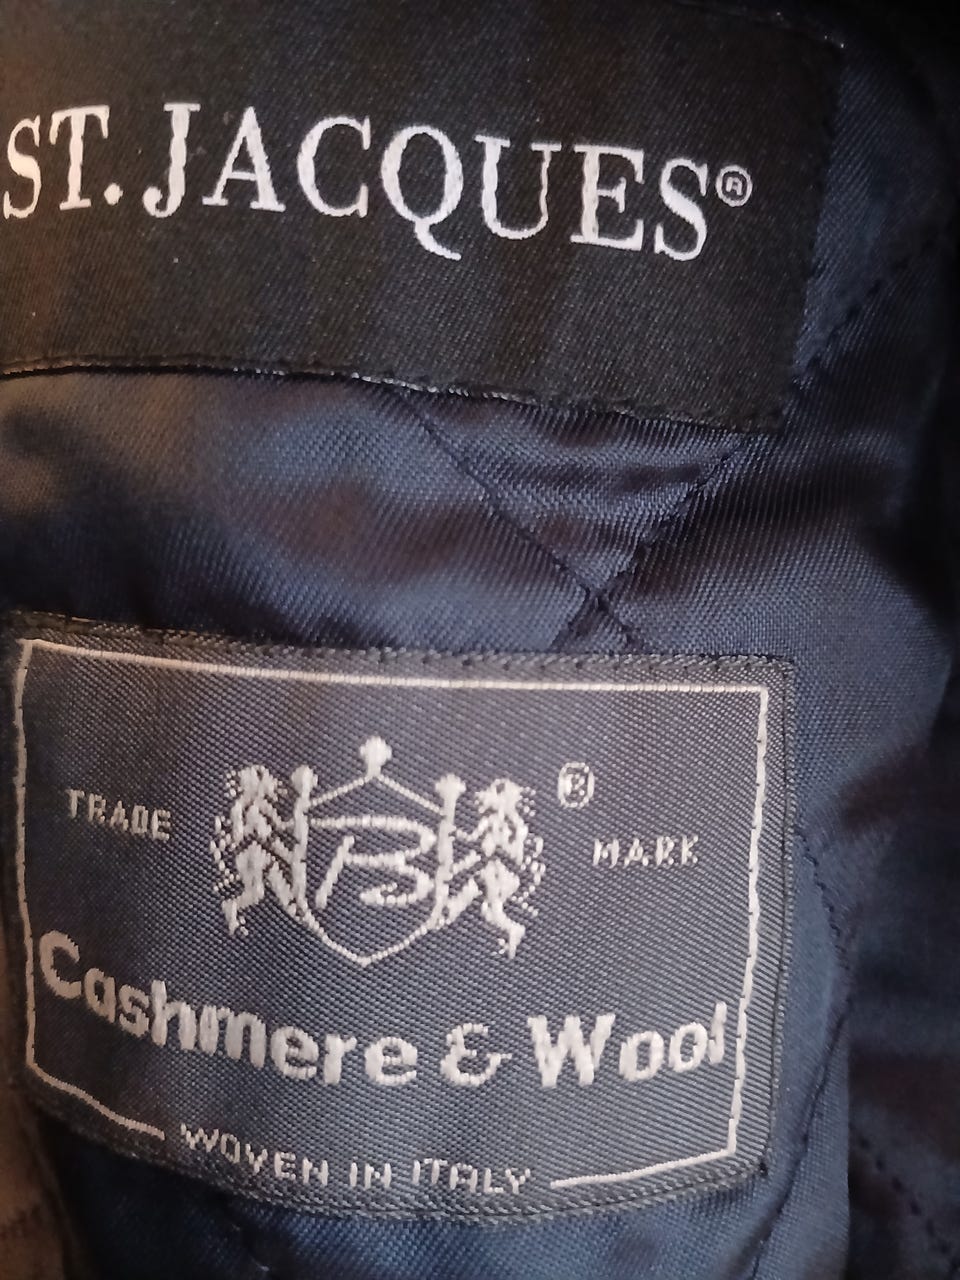 ST. JACQUES®
TRADE B ® MARK
Cashmere & Wool
WOVEN IN ITALY